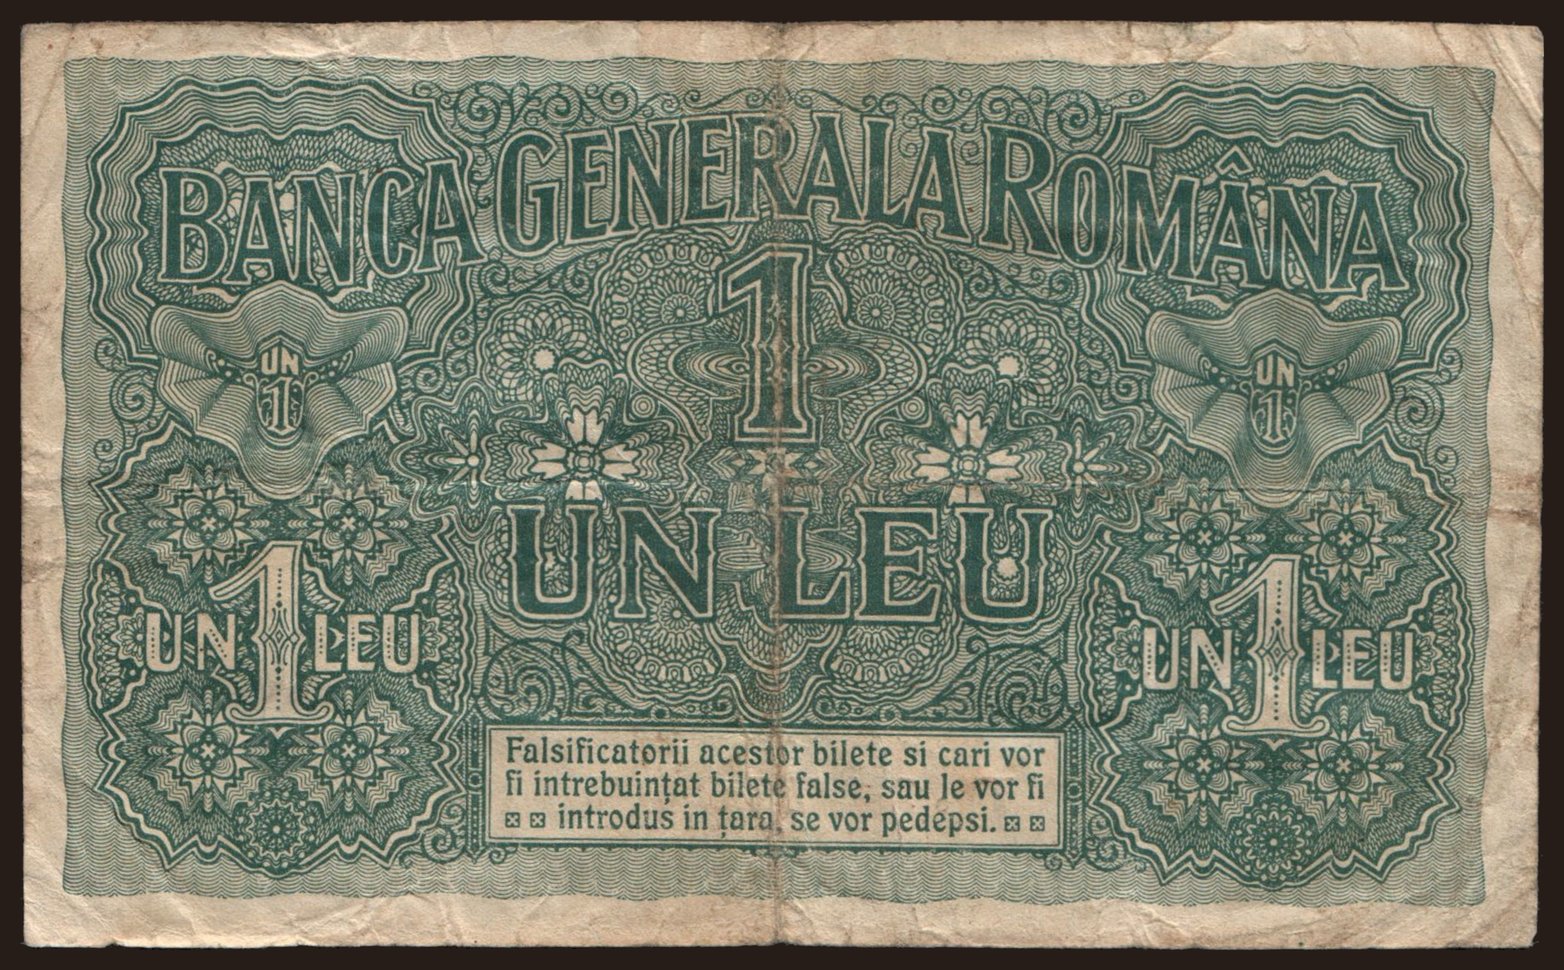 BANCA GENERALA ROMÂNA
1
UN
1
UN
1
UN LEU
UN 1 LEU
UN 1 LEU
Falsificatorii acestor bilete si cari vor
fi intrebuințat bilete false, sau le vor fi
introdus in țara, se vor pedepsi.